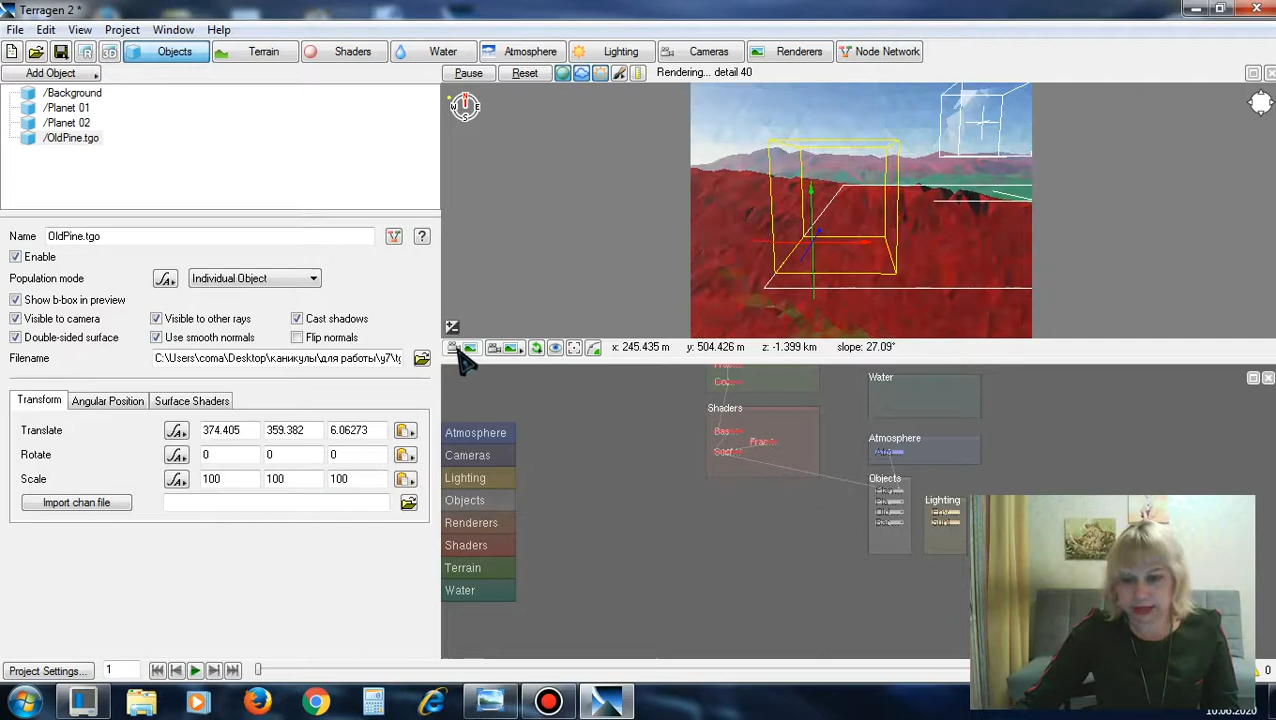 Terragen 2 *
File Edit View Project Window Help
Objects Terrain Shaders Water Atmosphere Lighting Cameras Renderers Node Network
Add Object
Pause Reset Rendering... detail 40
/Background
/Planet 01
/Planet 02
/OldPine.tgo
N
W E
S
Name OldPine.tgo
?
Enable
Population mode Individual Object
Show b-box in preview
Visible to camera Visible to other rays Cast shadows
Double-sided surface Use smooth normals Flip normals
Filename C:\Users\coma\Desktop\каникулы\для работы\у7\tg
x: 245.435 m y: 504.426 m z: -1.399 km slope: 27.09°
Transform Angular Position Surface Shaders
Translate 374.405 359.382 6.06273
Rotate 0 0 0
Scale 100 100 100
Import chan file
Atmosphere
Cameras
Lighting
Objects
Renderers
Shaders
Terrain
Water
Water
Shaders
Atmosphere
Objects
Lighting
Project Settings... 1
0
10.06.2020